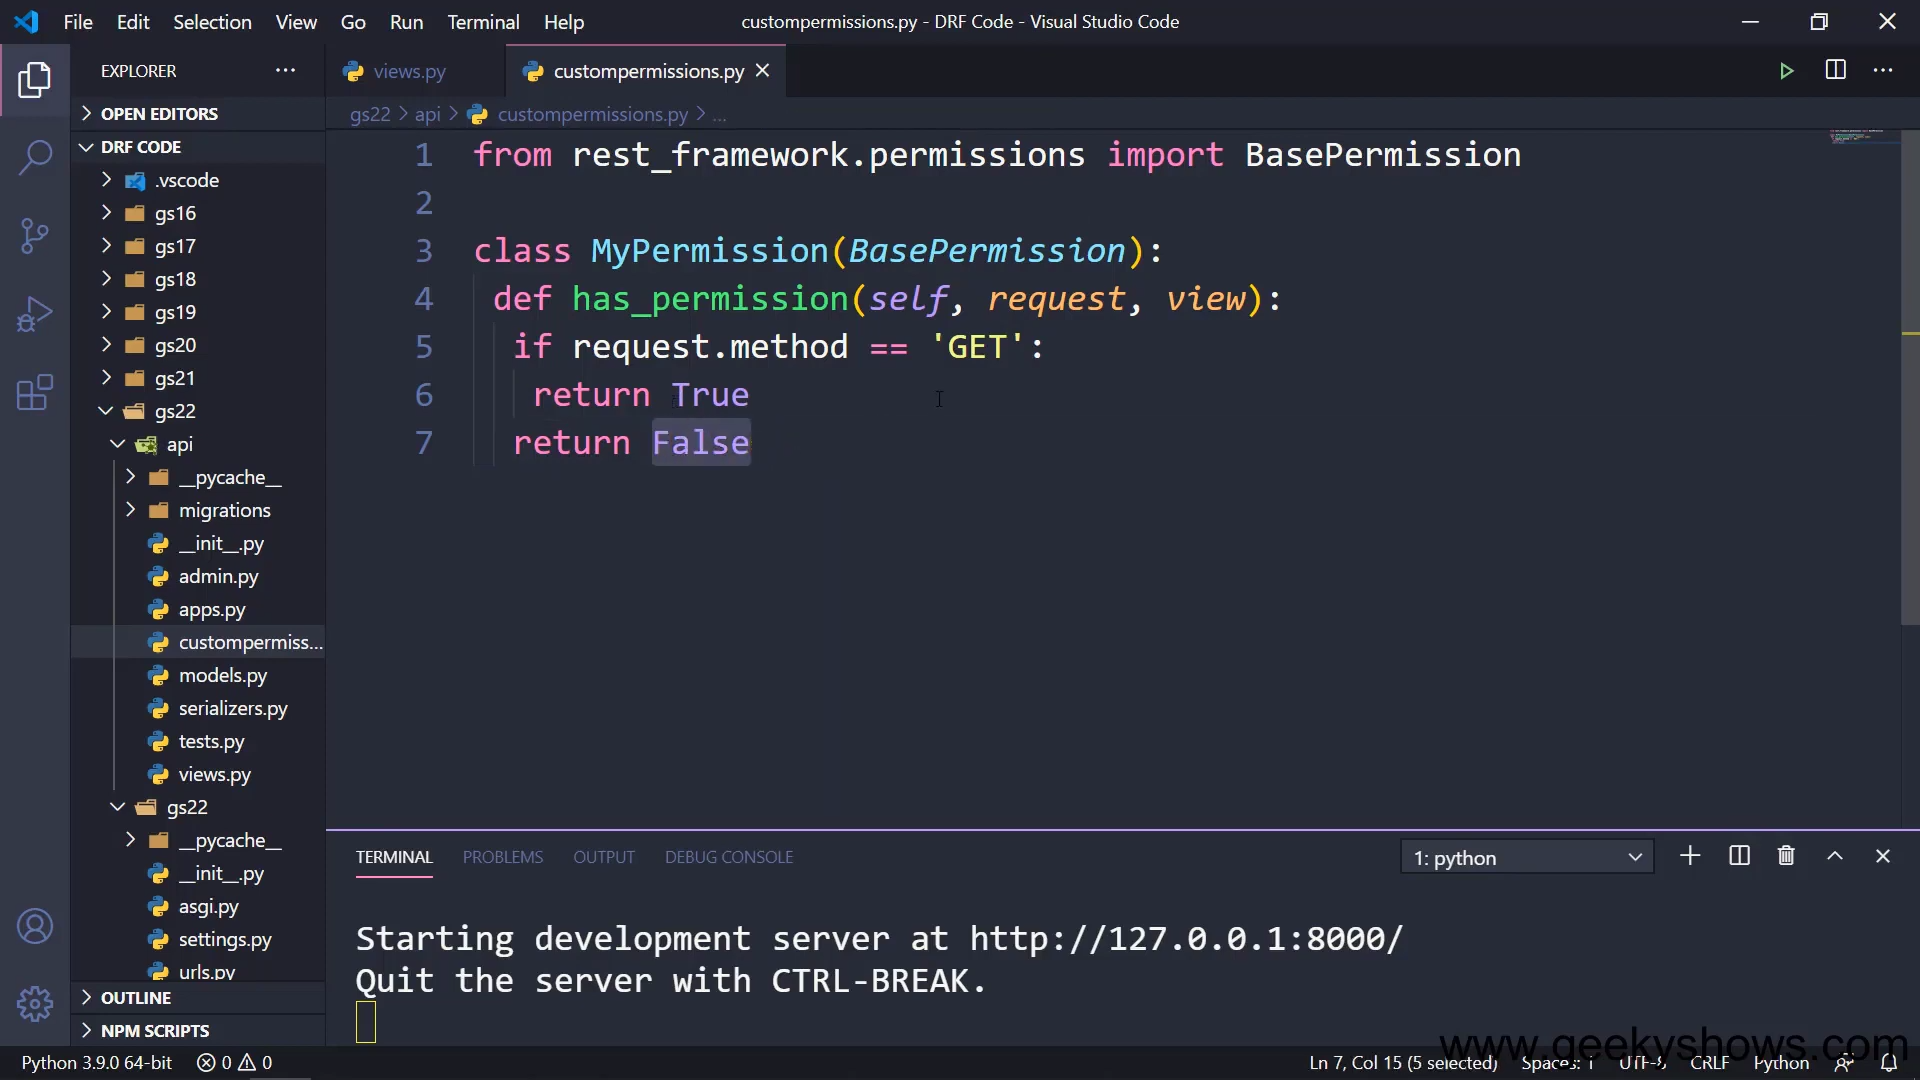 File Edit Selection View Go Run Terminal Help custompermissions.py - DRF Code - Visual Studio Code
EXPLORER
OPEN EDITORS
DRF CODE
.vscode
gs16
gs17
gs18
gs19
gs20
gs21
gs22
api
__pycache__
migrations
__init__.py
admin.py
apps.py
custompermiss...
models.py
serializers.py
tests.py
views.py
gs22
__pycache__
__init__.py
asgi.py
settings.py
urls.py
OUTLINE
NPM SCRIPTS
views.py custompermissions.py
gs22 > api > custompermissions.py > ...
1 from rest_framework.permissions import BasePermission
2
3 class MyPermission(BasePermission):
4 def has_permission(self, request, view):
5 if request.method == 'GET':
6 return True
7 return False
TERMINAL PROBLEMS OUTPUT DEBUG CONSOLE 1: python
Starting development server at http://127.0.0.1:8000/
Quit the server with CTRL-BREAK.
www.geekyshows.com
Python 3.9.0 64-bit 0 0 Ln 7, Col 15 (5 selected) Spaces: 1 UTF-8 CRLF Python